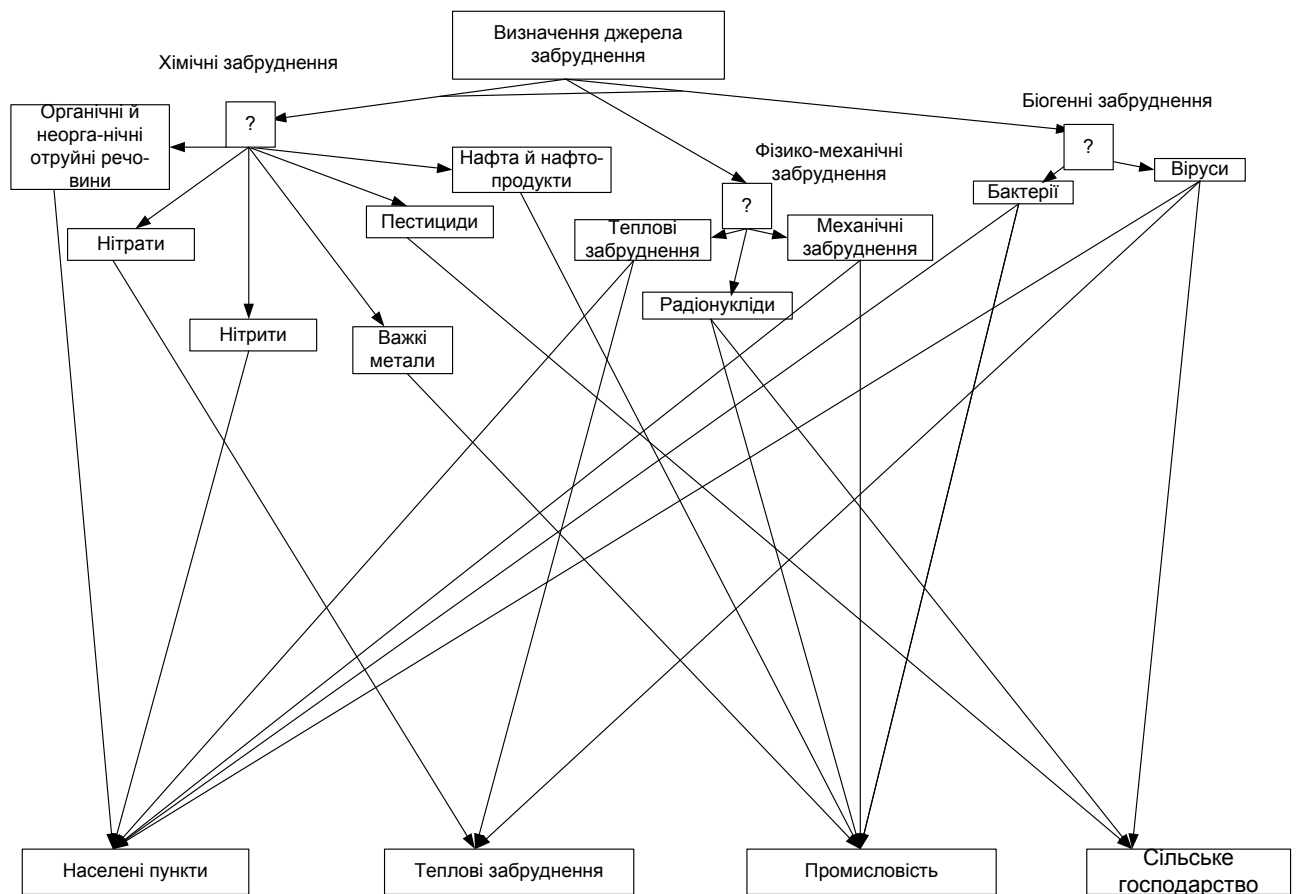 Визначення джерела
забруднення
Хімічні забруднення
Біогенні забруднення
Органічні й
неорга-нічні
отруйні речо-
вини
?
?
Нафта й нафто-
продукти
Фізико-механічні
забруднення
Віруси
Бактерії
?
Пестициди
Нітрати
Теплові
забруднення
Механічні
забруднення
Радіонукліди
Нітрити
Важкі
метали
Населені пункти
Теплові забруднення
Промисловість
Сільське
господарство